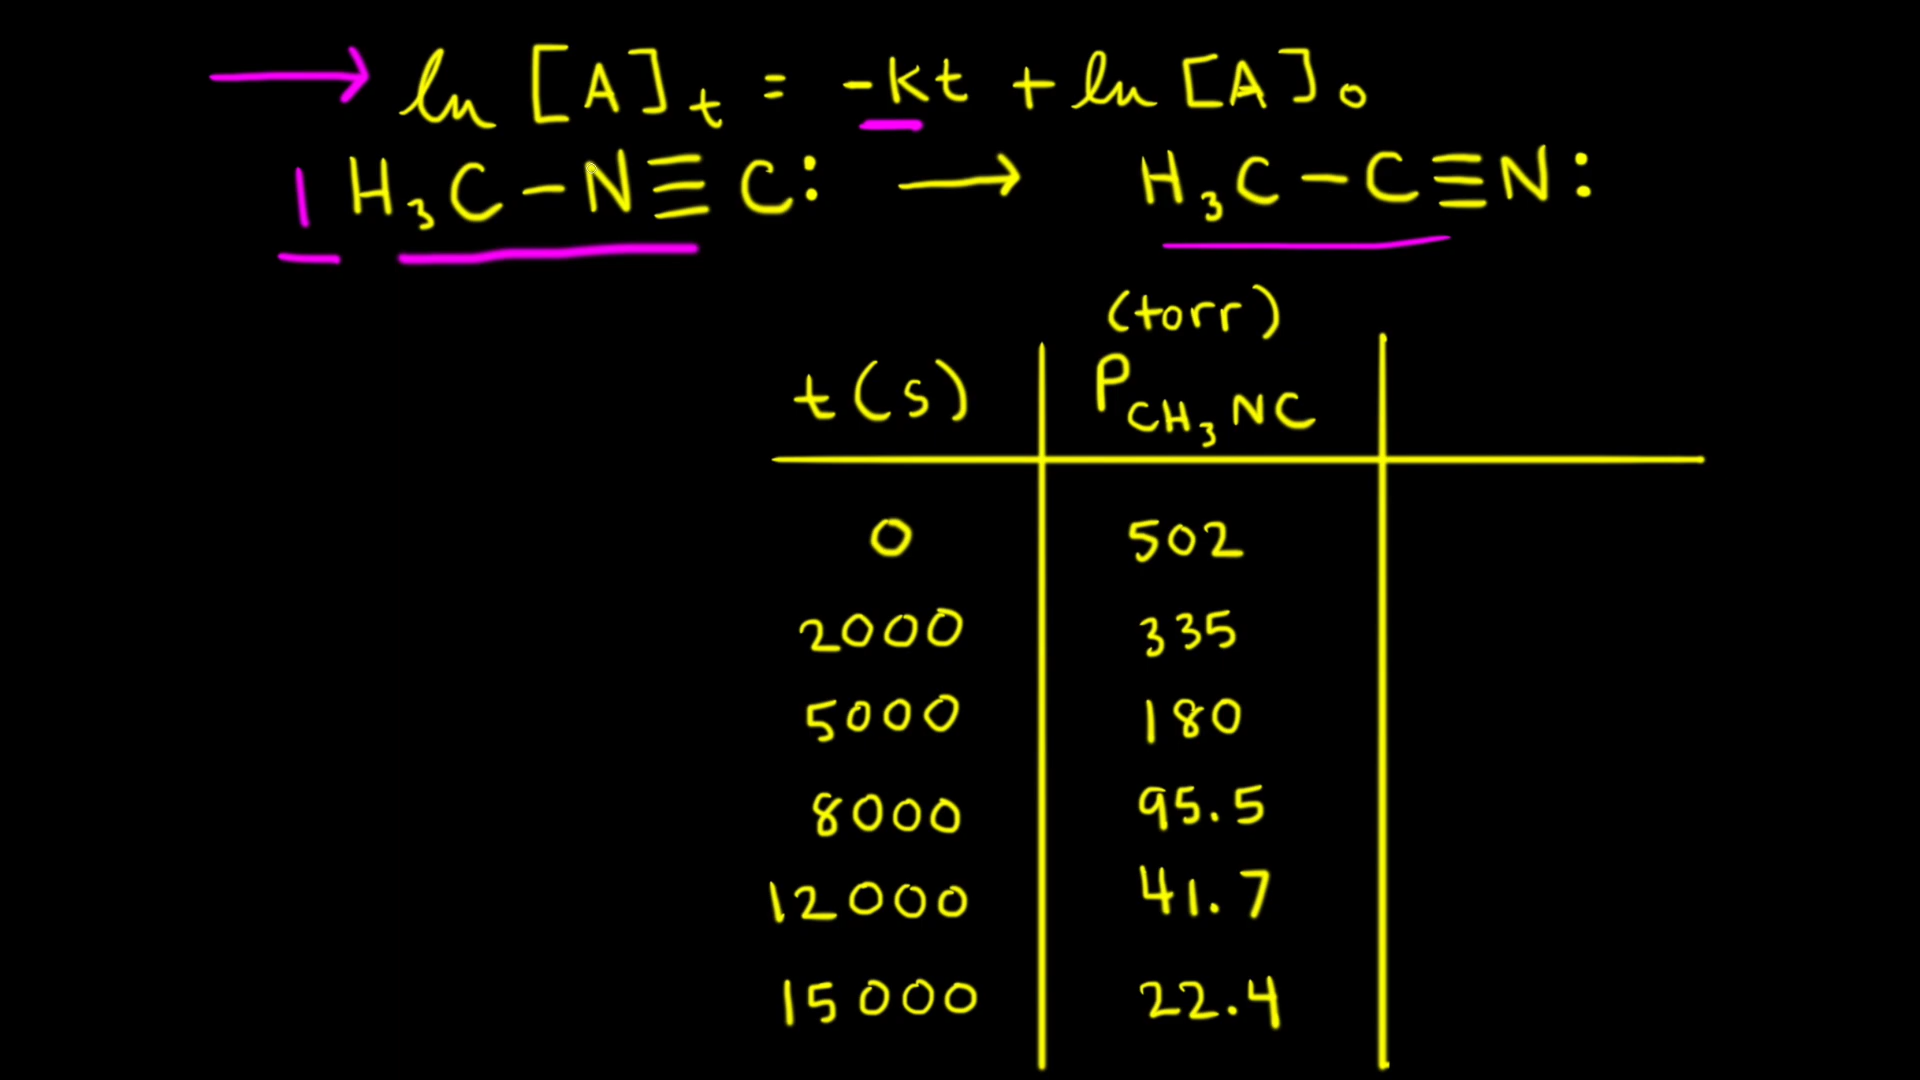 → ln [A]ₜ = -kt + ln [A]₀
1 H₃C-N≡C: → H₃C-C≡N:
(torr)
t(s) P CH₃NC
0 502
2000 335
5000 180
8000 95.5
12000 41.7
15000 22.4